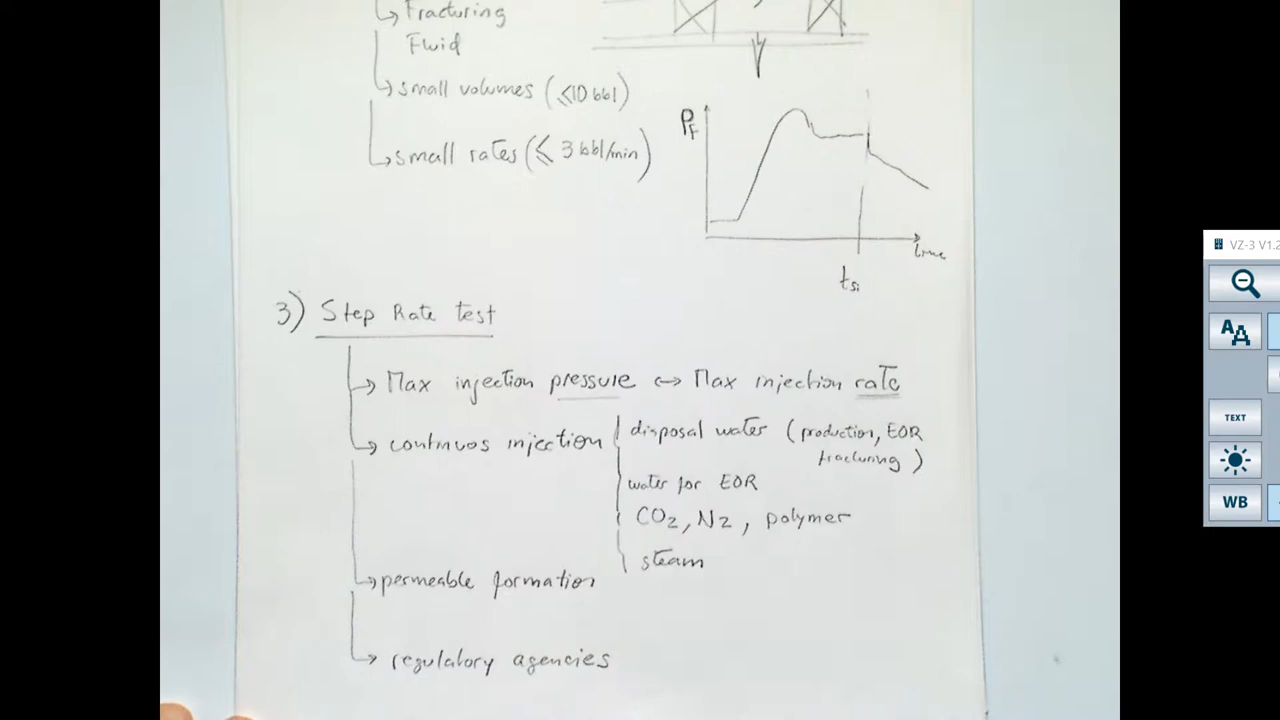 ↳ Fracturing
Fluid
↳ small volumes (≤10 bbl)
↳ small rates (≤ 3 bbl/min)
PF
time
tsi
3) Step Rate test
→ Max injection pressure ↔ Max injection rate
→ continuos injection
disposal water (production, EOR
fracturing)
water for EOR
CO2, N2, polymer
steam
→ permeable formation
→ regulatory agencies
VZ-3 V1.2
AA
TEXT
WB